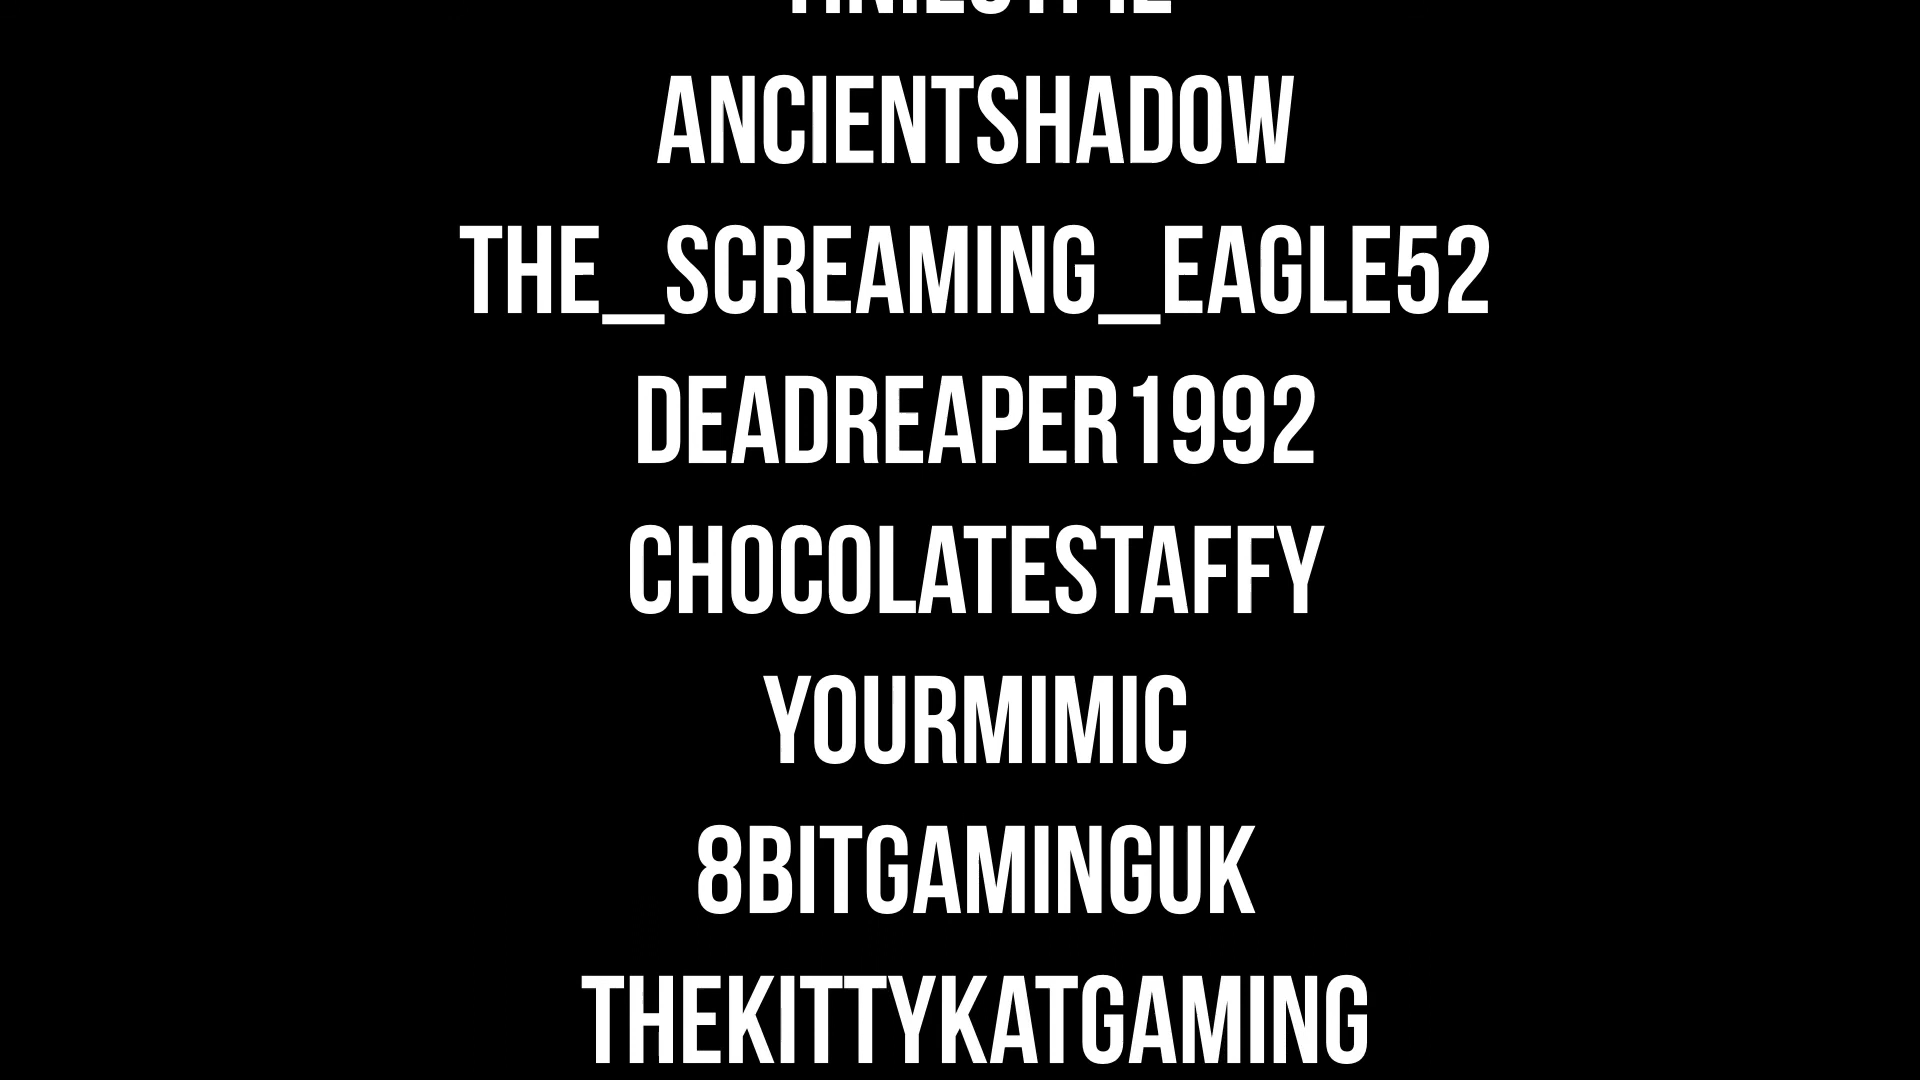 ANCIENTSHADOW
THE_SCREAMING_EAGLE52
DEADREAPER1992
CHOCOLATESTAFFY
YOURMIMIC
8BITGAMINGUK
THEKITTYKATGAMING